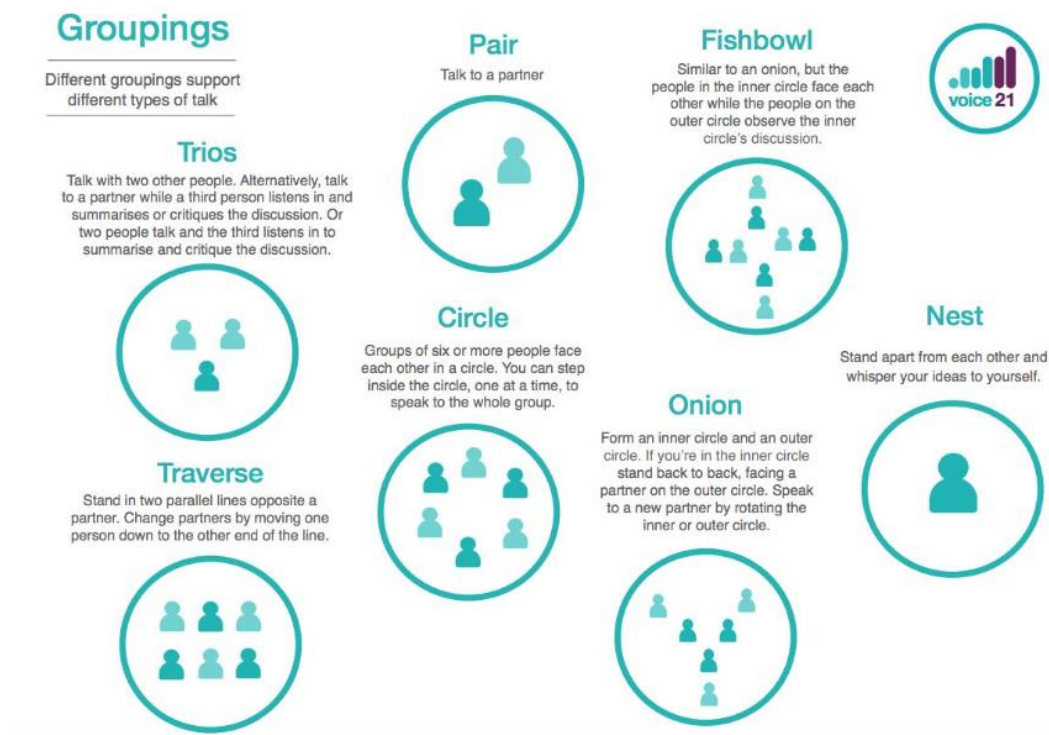 Groupings
Different groupings support
different types of talk
Trios
Talk with two other people. Alternatively, talk
to a partner while a third person listens in and
summarises or critiques the discussion. Or
two people talk and the third listens in to
summarise and critique the discussion.
Traverse
Stand in two parallel lines opposite a
partner. Change partners by moving one
person down to the other end of the line.
Pair
Talk to a partner
Circle
Groups of six or more people face
each other in a circle. You can step
inside the circle, one at a time, to
speak to the whole group.
Fishbowl
Similar to an onion, but the
people in the inner circle face each
other while the people on the
outer circle observe the inner
circle's discussion.
Onion
Form an inner circle and an outer
circle. If you're in the inner circle
stand back to back, facing a
partner on the outer circle. Speak
to a new partner by rotating the
inner or outer circle.
voice 21
Nest
Stand apart from each other and
whisper your ideas to yourself.